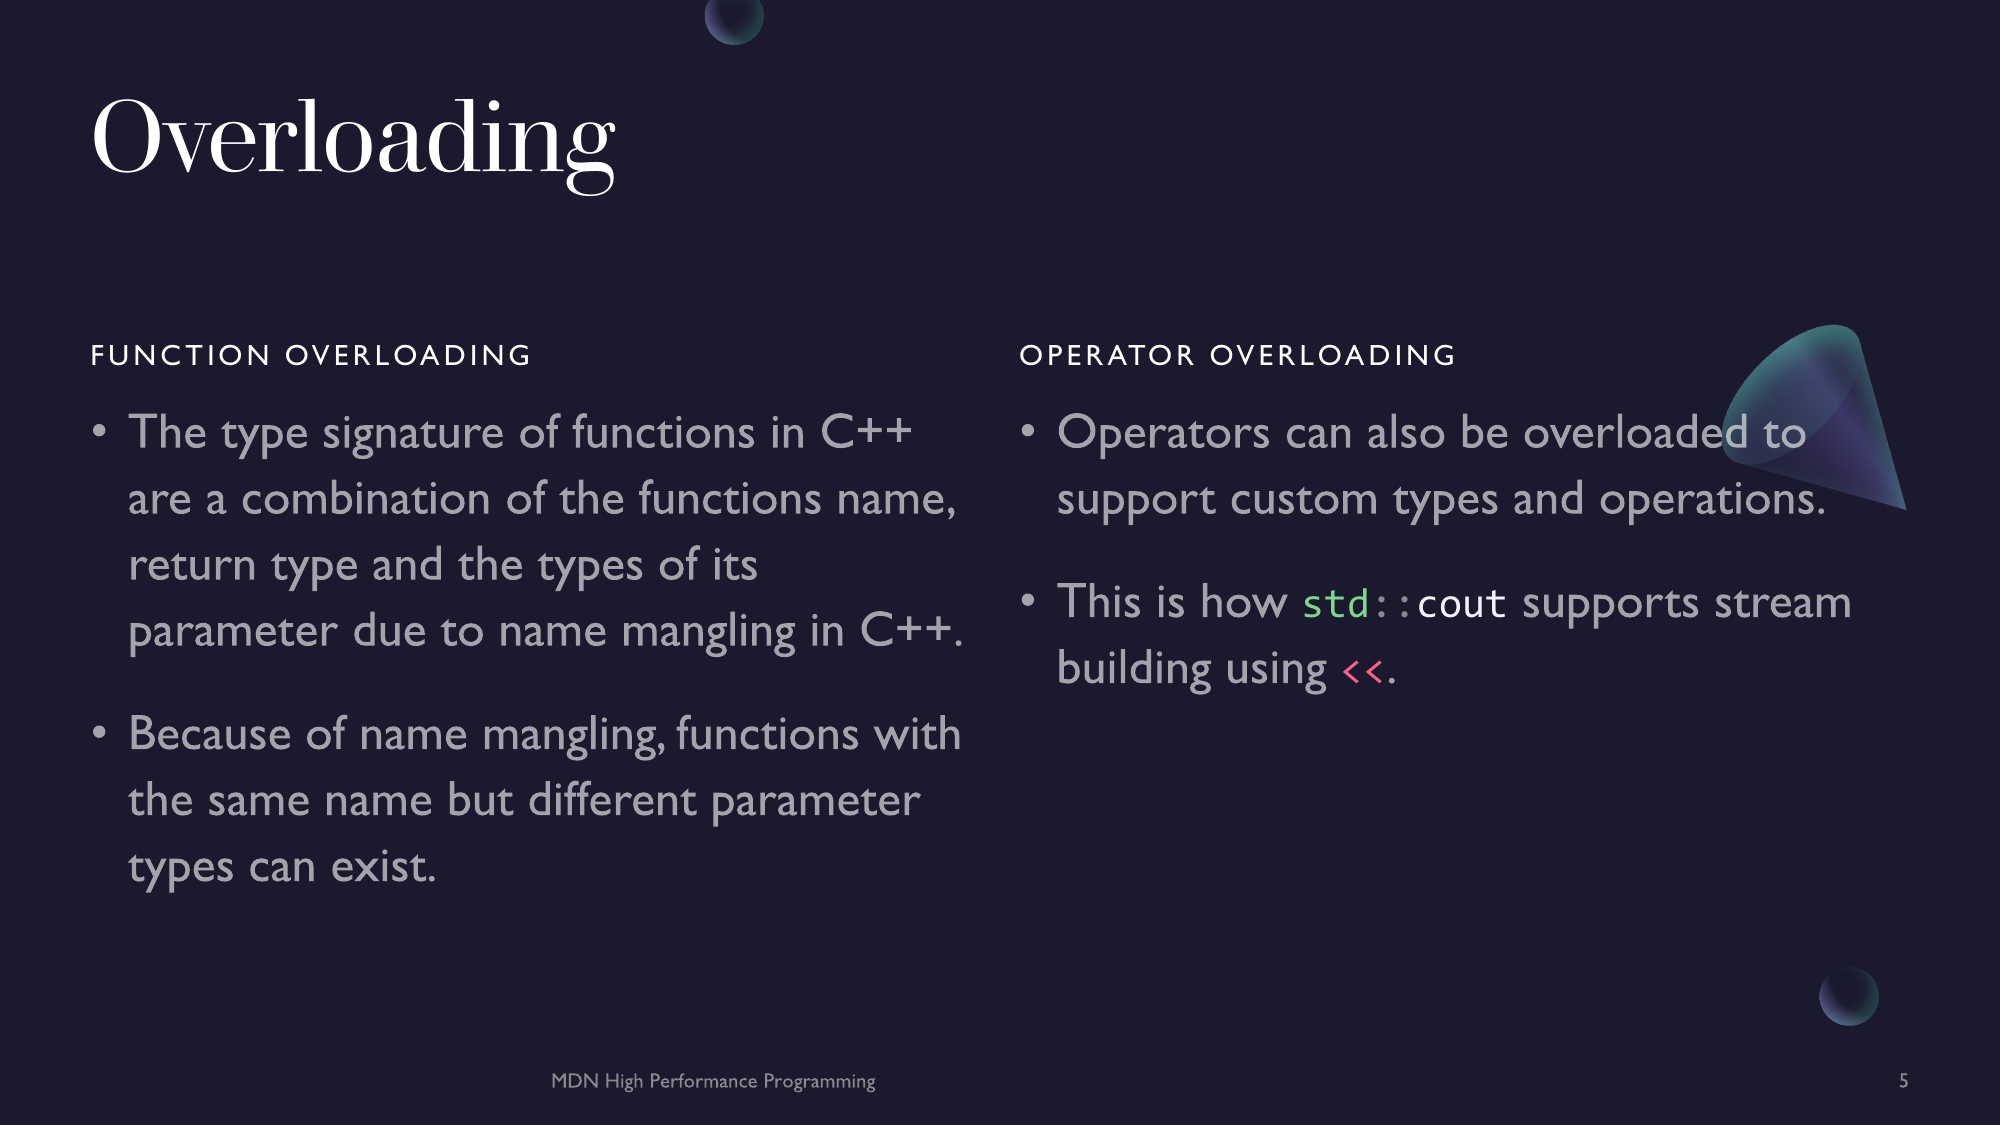 Overloading
FUNCTION OVERLOADING
• The type signature of functions in C++
are a combination of the functions name,
return type and the types of its
parameter due to name mangling in C++.
• Because of name mangling, functions with
the same name but different parameter
types can exist.
OPERATOR OVERLOADING
• Operators can also be overloaded to
support custom types and operations.
• This is how std::cout supports stream
building using <<.
MDN High Performance Programming
5